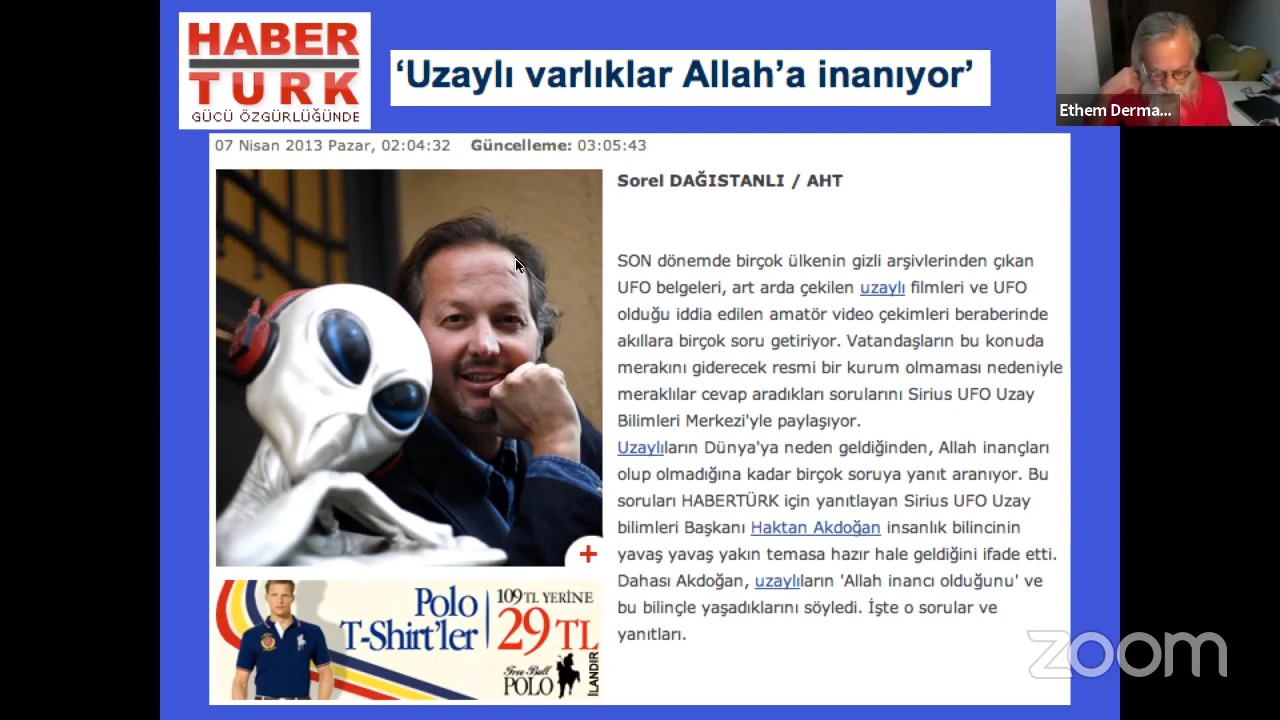 HABER
TURK
GÜCÜ ÖZGÜRLÜĞÜNDE
‘Uzaylı varlıklar Allah’a inanıyor’
Ethem Derma...
07 Nisan 2013 Pazar, 02:04:32 Güncelleme: 03:05:43
Sorel DAĞISTANLI / AHT
SON dönemde birçok ülkenin gizli arşivlerinden çıkan
UFO belgeleri, art arda çekilen uzaylı filmleri ve UFO
olduğu iddia edilen amatör video çekimleri beraberinde
akıllara birçok soru getiriyor. Vatandaşların bu konuda
merakını giderecek resmi bir kurum olmaması nedeniyle
meraklılar cevap aradıkları sorularını Sirius UFO Uzay
Bilimleri Merkezi'yle paylaşıyor.
Uzaylıların Dünya'ya neden geldiğinden, Allah inançları
olup olmadığına kadar birçok soruya yanıt aranıyor. Bu
soruları HABERTÜRK için yanıtlayan Sirius UFO Uzay
bilimleri Başkanı Haktan Akdoğan insanlık bilincinin
yavaş yavaş yakın temasa hazır hale geldiğini ifade etti.
Dahası Akdoğan, uzaylıların 'Allah inancı olduğunu' ve
bu bilinçle yaşadıklarını söyledi. İşte o sorular ve
yanıtları.
Polo
T-Shirt'ler
109 TL YERİNE
29 TL
Free Bull
POLO
İLANDIR
zoom